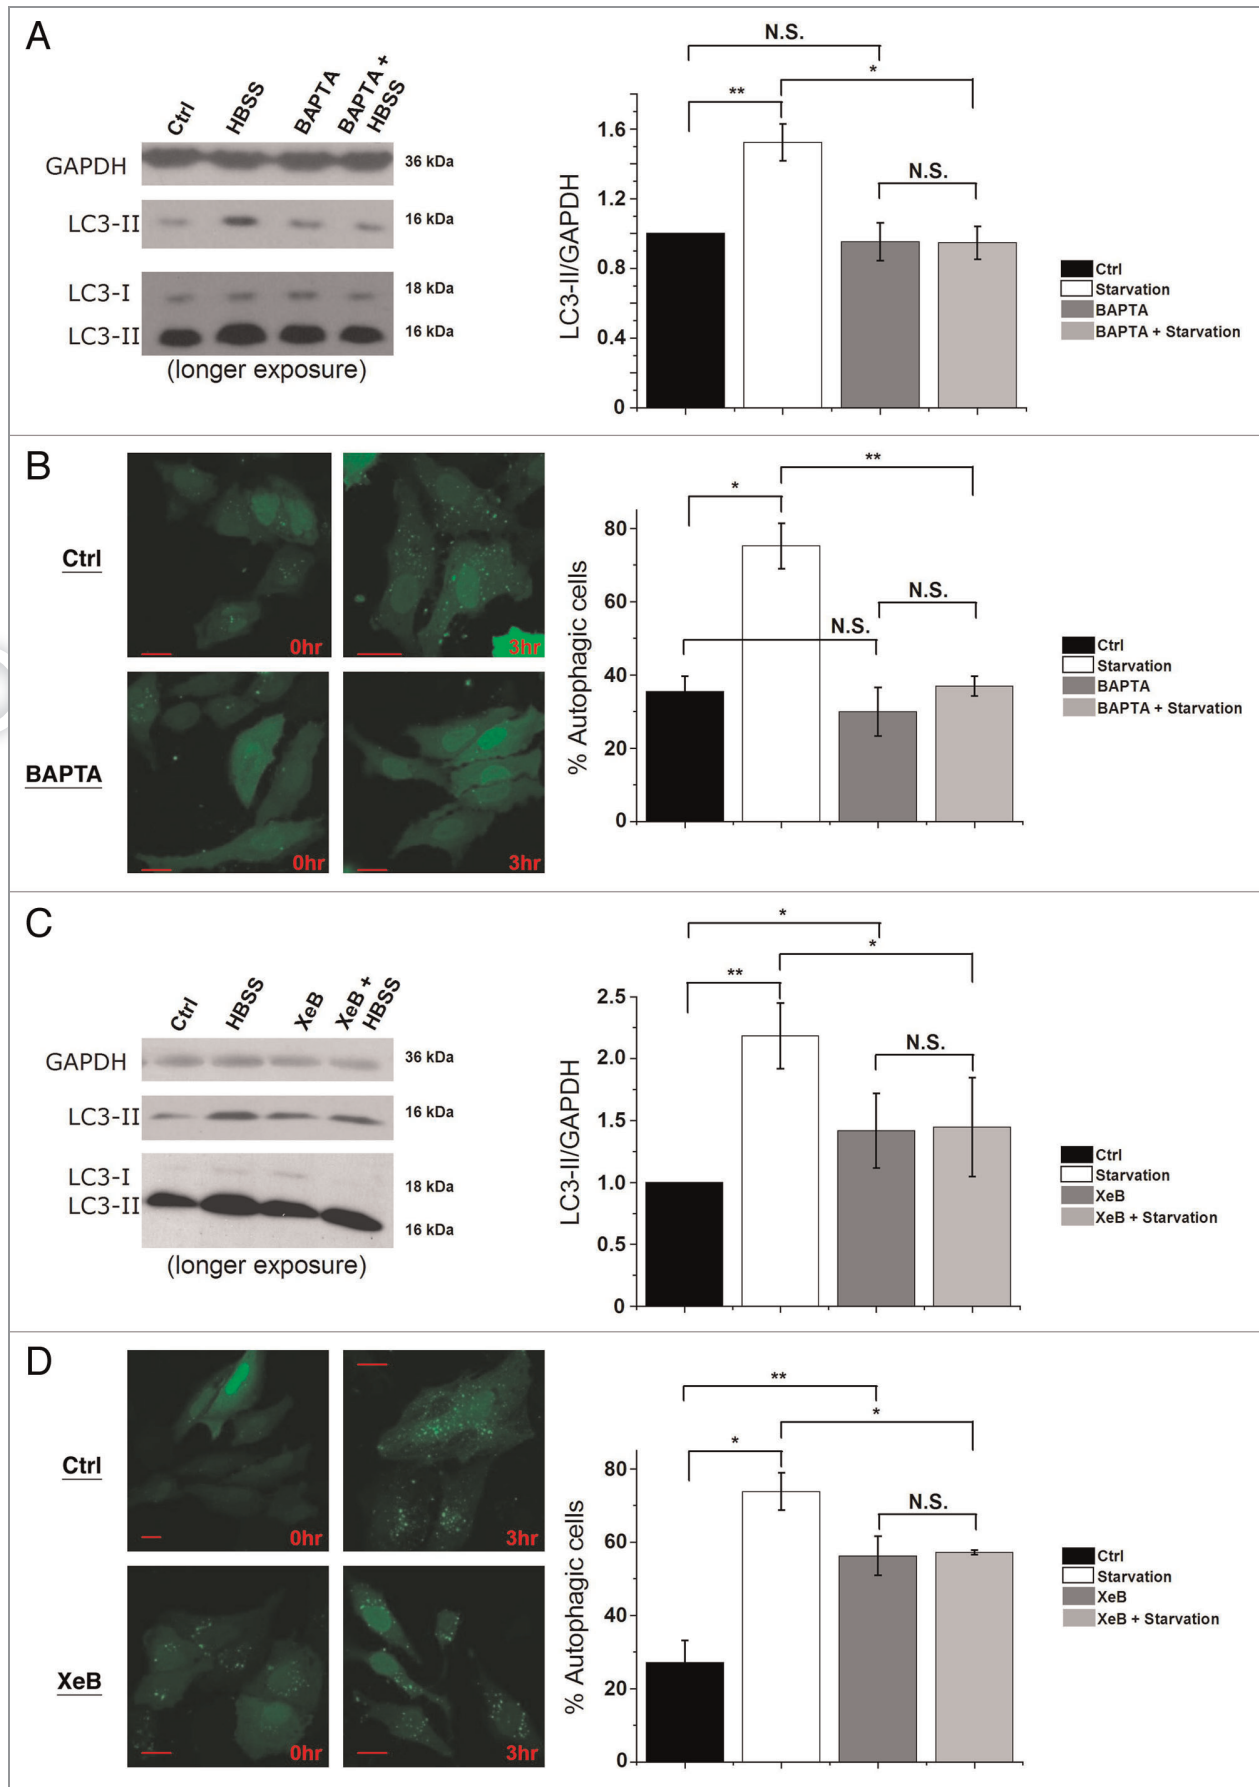 A
Ctrl
HBSS
BAPTA
BAPTA +
HBSS
GAPDH
36 kDa
LC3-II
16 kDa
LC3-I
18 kDa
LC3-II
16 kDa
(longer exposure)
N.S.
*
**
N.S.
LC3-II/GAPDH
1.6
1.2
0.8
0.4
0
Ctrl
Starvation
BAPTA
BAPTA + Starvation
B
Ctrl
0hr
3hr
BAPTA
0hr
3hr
**
*
N.S.
N.S.
% Autophagic cells
80
60
40
20
0
Ctrl
Starvation
BAPTA
BAPTA + Starvation
C
Ctrl
HBSS
XeB
XeB +
HBSS
GAPDH
36 kDa
LC3-II
16 kDa
LC3-I
18 kDa
LC3-II
16 kDa
(longer exposure)
*
*
**
N.S.
LC3-II/GAPDH
2.5
2.0
1.5
1.0
0.5
0
Ctrl
Starvation
XeB
XeB + Starvation
D
Ctrl
0hr
3hr
XeB
0hr
3hr
**
*
*
N.S.
% Autophagic cells
80
60
40
20
0
Ctrl
Starvation
XeB
XeB + Starvation